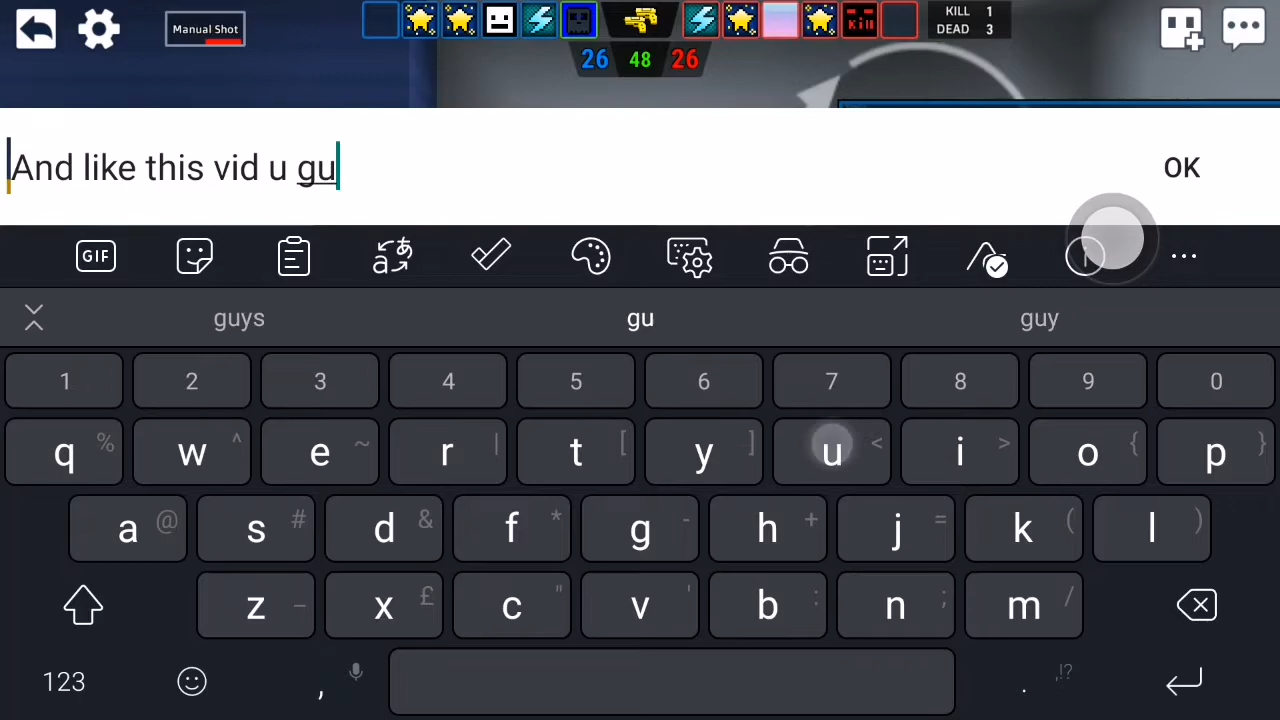 Manual Shot
Kill
KILL 1
DEAD 3
26 48 26
And like this vid u gu
OK
GIF
guys gu guy
1 2 3 4 5 6 7 8 9 0
q % w ^ e ~ r | t [ y ] u < i > o { p }
a @ s # d & f * g - h + j = k ( l )
z _ x £ c " v ' b : n ; m /
123 , . ,!?